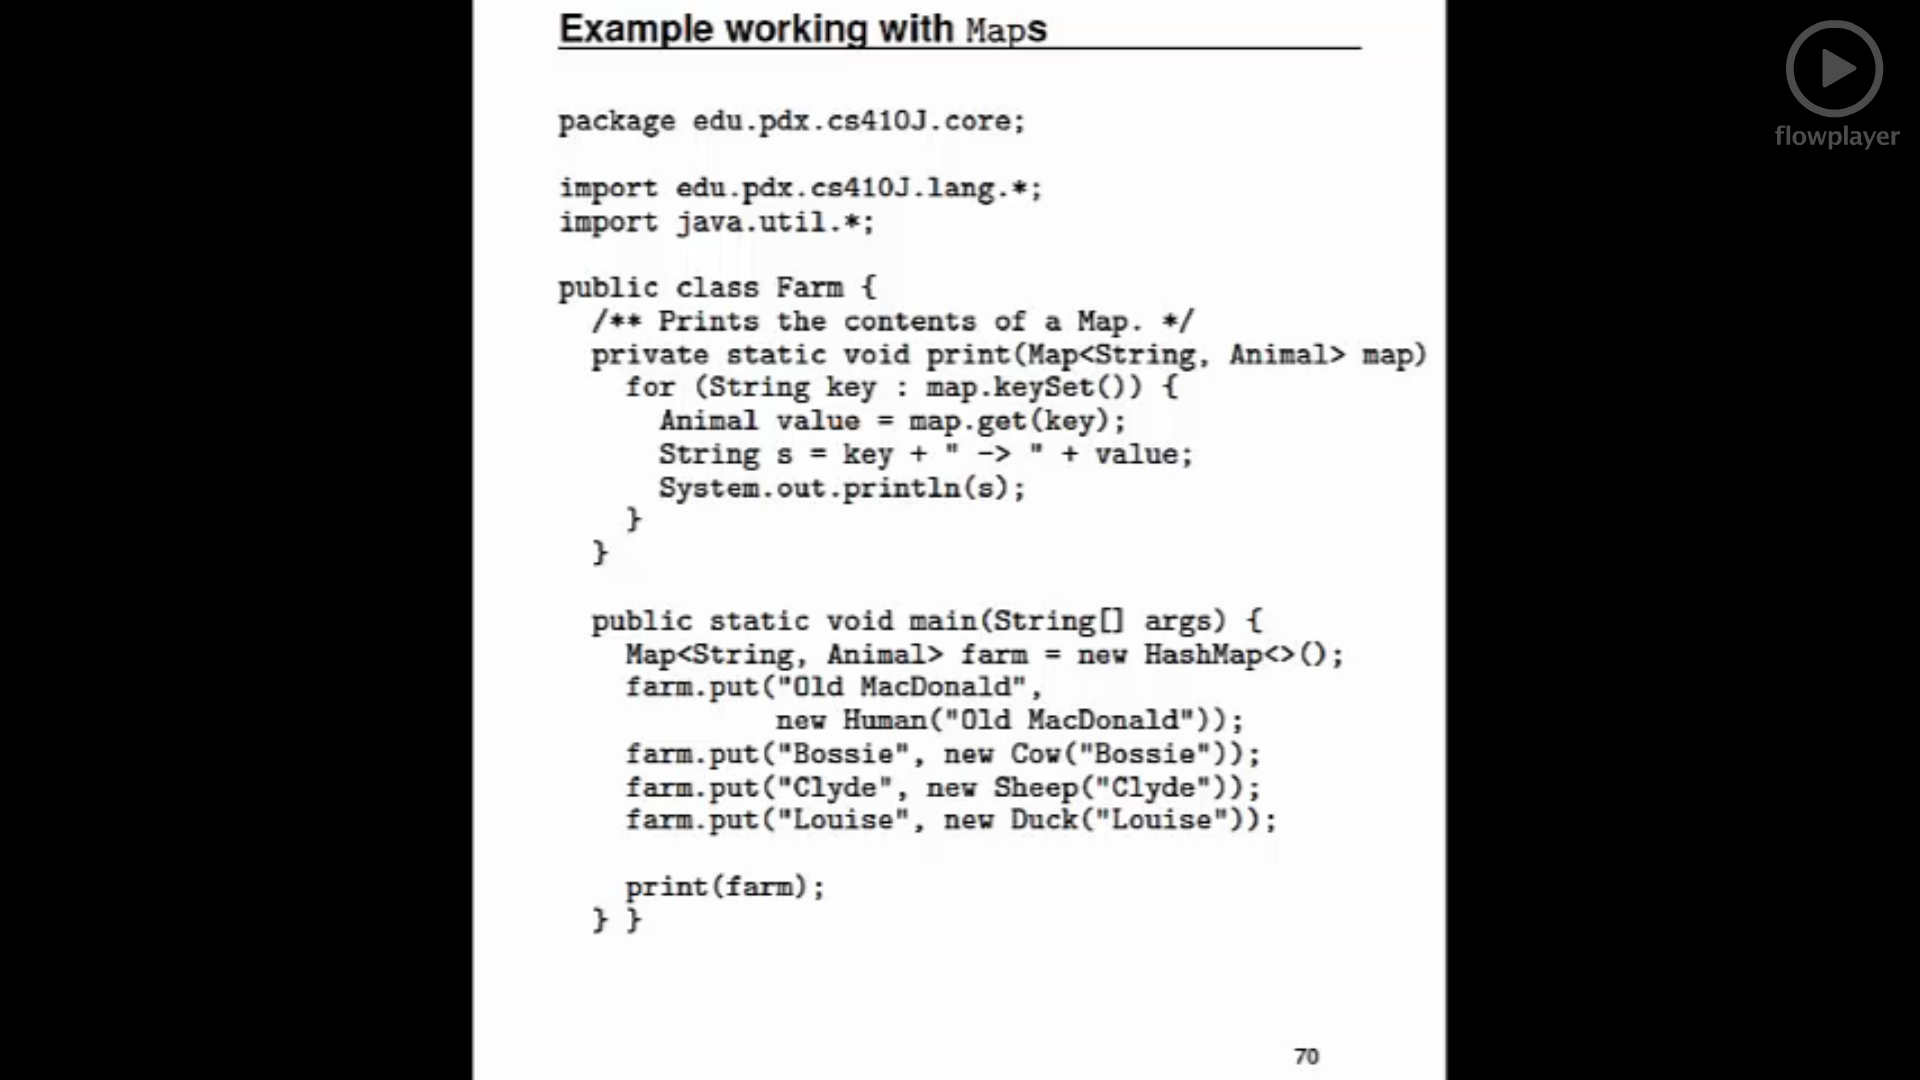 Example working with Maps
package edu.pdx.cs410J.core;
import edu.pdx.cs410J.lang.*;
import java.util.*;
public class Farm {
/** Prints the contents of a Map. */
private static void print(Map<String, Animal> map)
for (String key : map.keySet()) {
Animal value = map.get(key);
String s = key + " -> " + value;
System.out.println(s);
}
}
public static void main(String[] args) {
Map<String, Animal> farm = new HashMap<>();
farm.put("Old MacDonald",
new Human("Old MacDonald"));
farm.put("Bossie", new Cow("Bossie"));
farm.put("Clyde", new Sheep("Clyde"));
farm.put("Louise", new Duck("Louise"));
print(farm);
} }
70
flowplayer